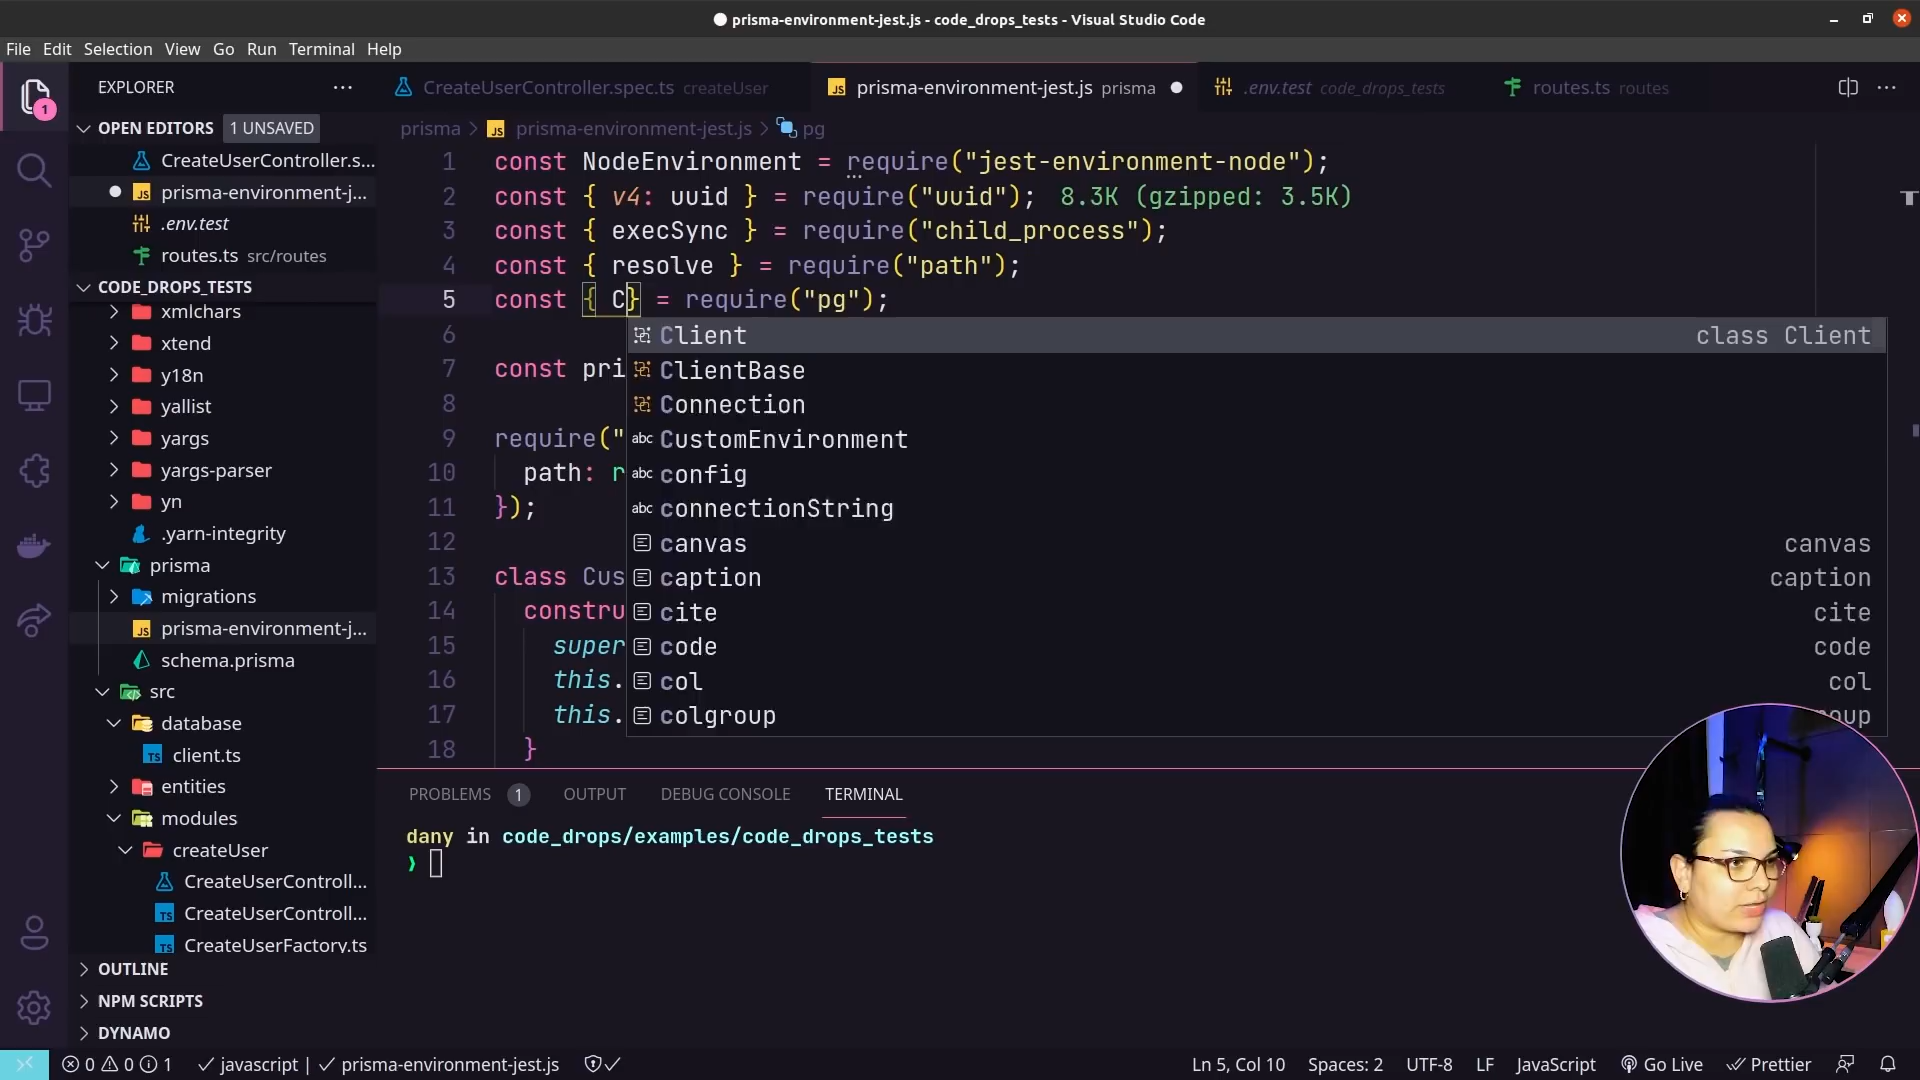 prisma-environment-jest.js - code_drops_tests - Visual Studio Code
File Edit Selection View Go Run Terminal Help
EXPLORER
CreateUserController.spec.ts createUser
prisma-environment-jest.js prisma
.env.test code_drops_tests
routes.ts routes
1
OPEN EDITORS 1 UNSAVED
CreateUserController.s...
prisma-environment-j...
.env.test
routes.ts src/routes
CODE_DROPS_TESTS
xmlchars
xtend
y18n
yallist
yargs
yargs-parser
yn
.yarn-integrity
prisma
migrations
prisma-environment-j...
schema.prisma
src
database
client.ts
entities
modules
createUser
CreateUserControll...
CreateUserControll...
CreateUserFactory.ts
OUTLINE
NPM SCRIPTS
DYNAMO
prisma > prisma-environment-jest.js > pg
1 const NodeEnvironment = require("jest-environment-node");
2 const { v4: uuid } = require("uuid"); 8.3K (gzipped: 3.5K)
3 const { execSync } = require("child_process");
4 const { resolve } = require("path");
5 const { C} = require("pg");
6
7 const pri
8
9 require("
10 path: r
11 });
12
13 class Cus
14 constru
15 super
16 this.
17 this.
18 }
Client class Client
ClientBase
Connection
CustomEnvironment
config
connectionString
canvas canvas
caption caption
cite cite
code code
col col
colgroup oup
PROBLEMS 1 OUTPUT DEBUG CONSOLE TERMINAL
dany in code_drops/examples/code_drops_tests
❯
0 0 1 javascript | prisma-environment-jest.js Ln 5, Col 10 Spaces: 2 UTF-8 LF JavaScript Go Live Prettier